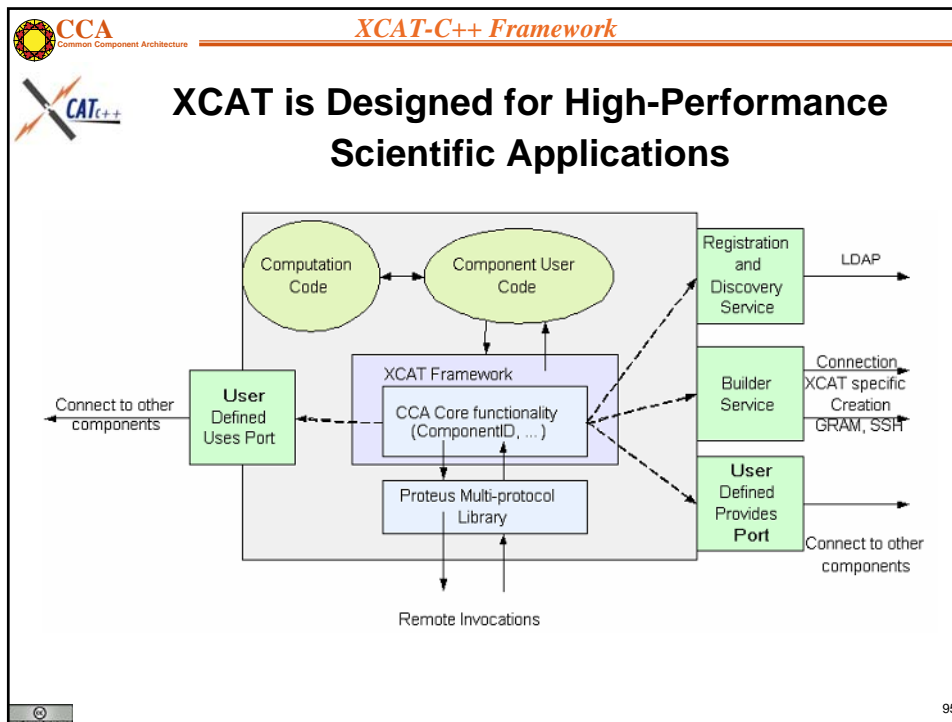 CCA
Common Component Architecture
XCAT-C++ Framework
CATC++
XCAT is Designed for High-Performance
Scientific Applications
Computation
Code
Component User
Code
Registration
and
Discovery
Service
LDAP
XCAT Framework
CCA Core functionality
(ComponentID, ... )
User
Defined
Uses Port
Connect to other
components
Builder
Service
Connection
XCAT specific
Creation
GRAM, SSH
Proteus Multi-protocol
Library
User
Defined
Provides
Port
Connect to other
components
Remote Invocations
cc